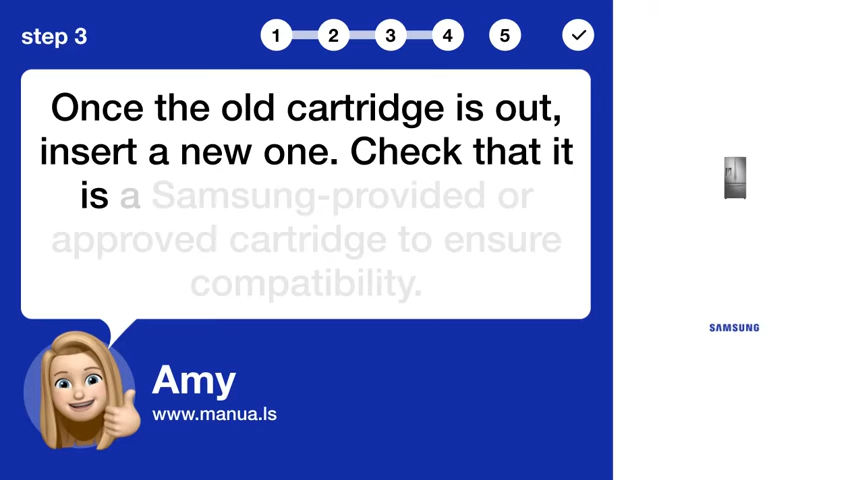 step 3
1 2 3 4 5
Once the old cartridge is out,
insert a new one. Check that it
is a Samsung-provided or
approved cartridge to ensure
compatibility.
Amy
www.manua.ls
SAMSUNG